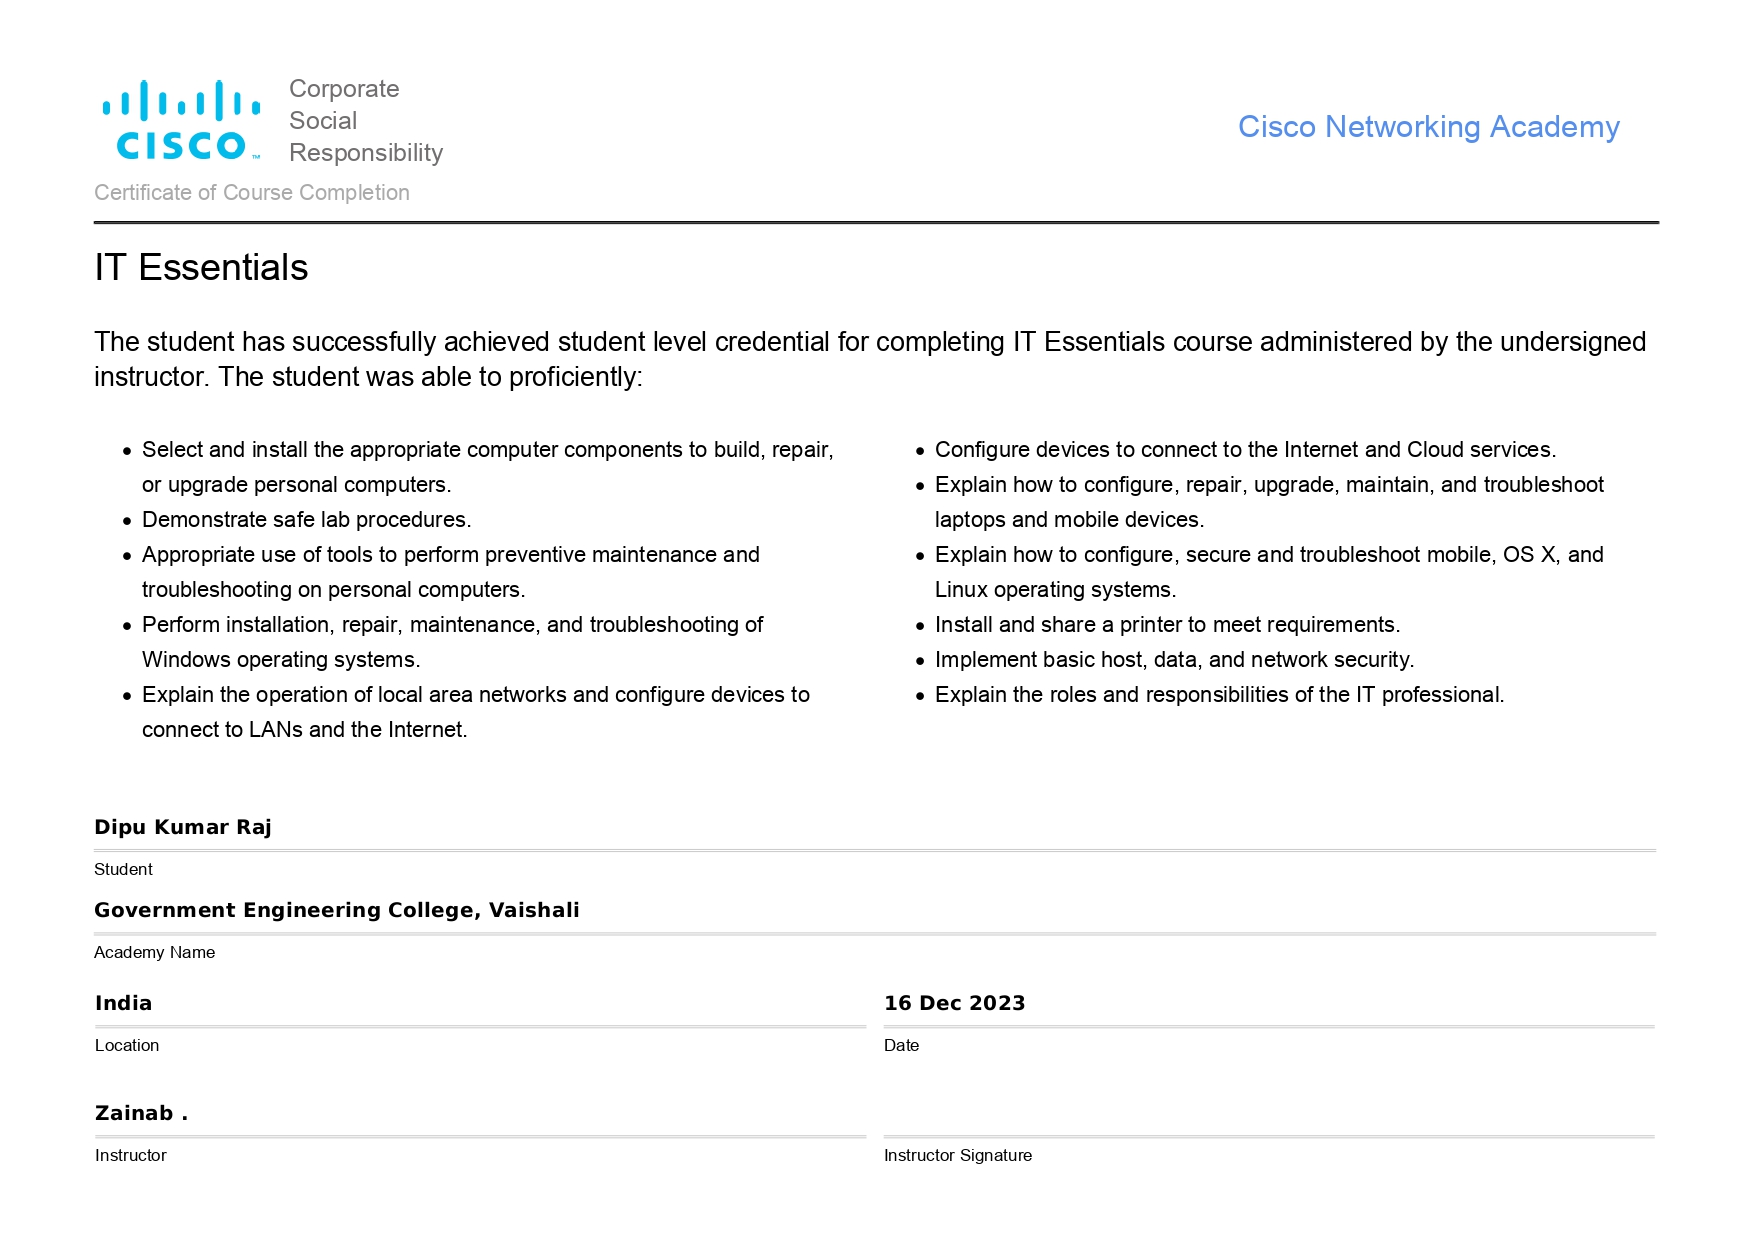 CISCO™
Corporate
Social
Responsibility
Cisco Networking Academy
Certificate of Course Completion
IT Essentials
The student has successfully achieved student level credential for completing IT Essentials course administered by the undersigned
instructor. The student was able to proficiently:
• Select and install the appropriate computer components to build, repair,
or upgrade personal computers.
• Demonstrate safe lab procedures.
• Appropriate use of tools to perform preventive maintenance and
troubleshooting on personal computers.
• Perform installation, repair, maintenance, and troubleshooting of
Windows operating systems.
• Explain the operation of local area networks and configure devices to
connect to LANs and the Internet.
• Configure devices to connect to the Internet and Cloud services.
• Explain how to configure, repair, upgrade, maintain, and troubleshoot
laptops and mobile devices.
• Explain how to configure, secure and troubleshoot mobile, OS X, and
Linux operating systems.
• Install and share a printer to meet requirements.
• Implement basic host, data, and network security.
• Explain the roles and responsibilities of the IT professional.
Dipu Kumar Raj
Student
Government Engineering College, Vaishali
Academy Name
India
Location
16 Dec 2023
Date
Zainab .
Instructor
Instructor Signature